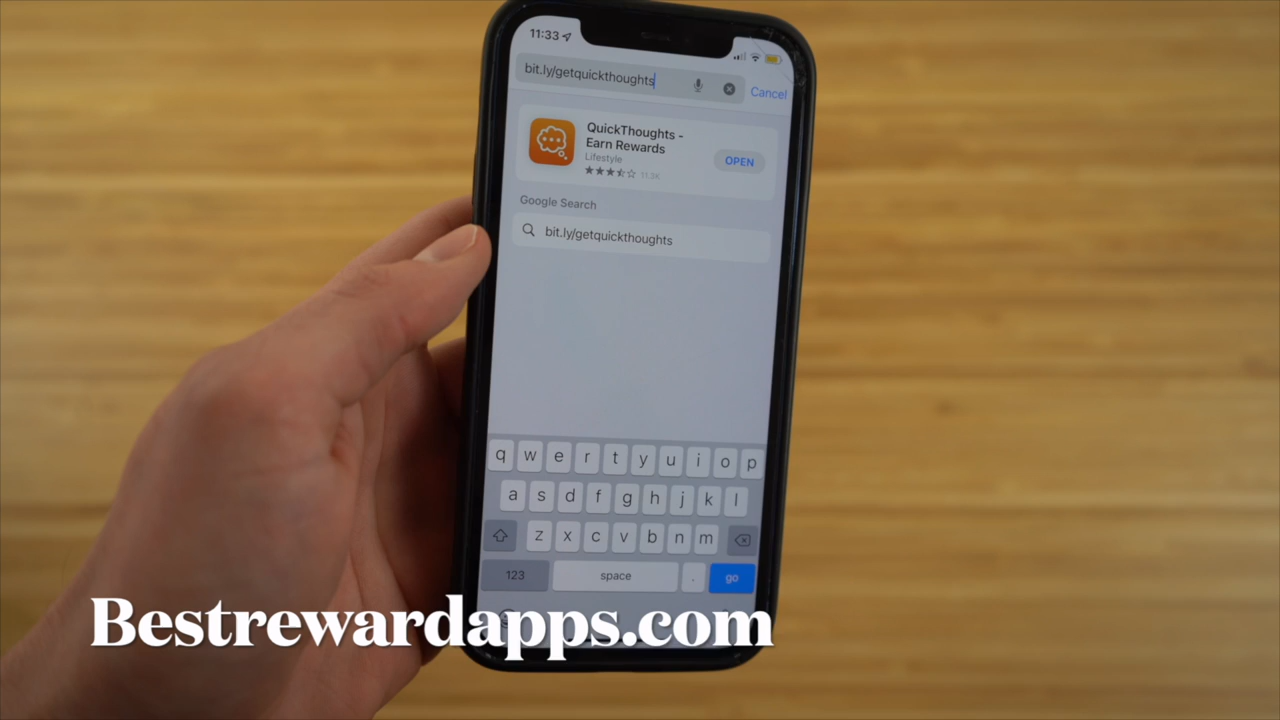 11:33
bit.ly/getquickthoughts
Cancel
QuickThoughts -
Earn Rewards
Lifestyle
OPEN
11.3K
Google Search
bit.ly/getquickthoughts
q w e r t y u i o p
a s d f g h j k l
z x c v b n m
123 space . go
Bestrewardapps.com